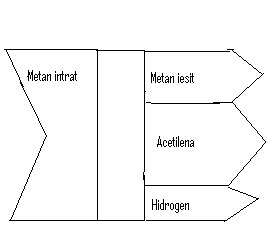 Metan intrat
Metan iesit
Acetilena
Hidrogen